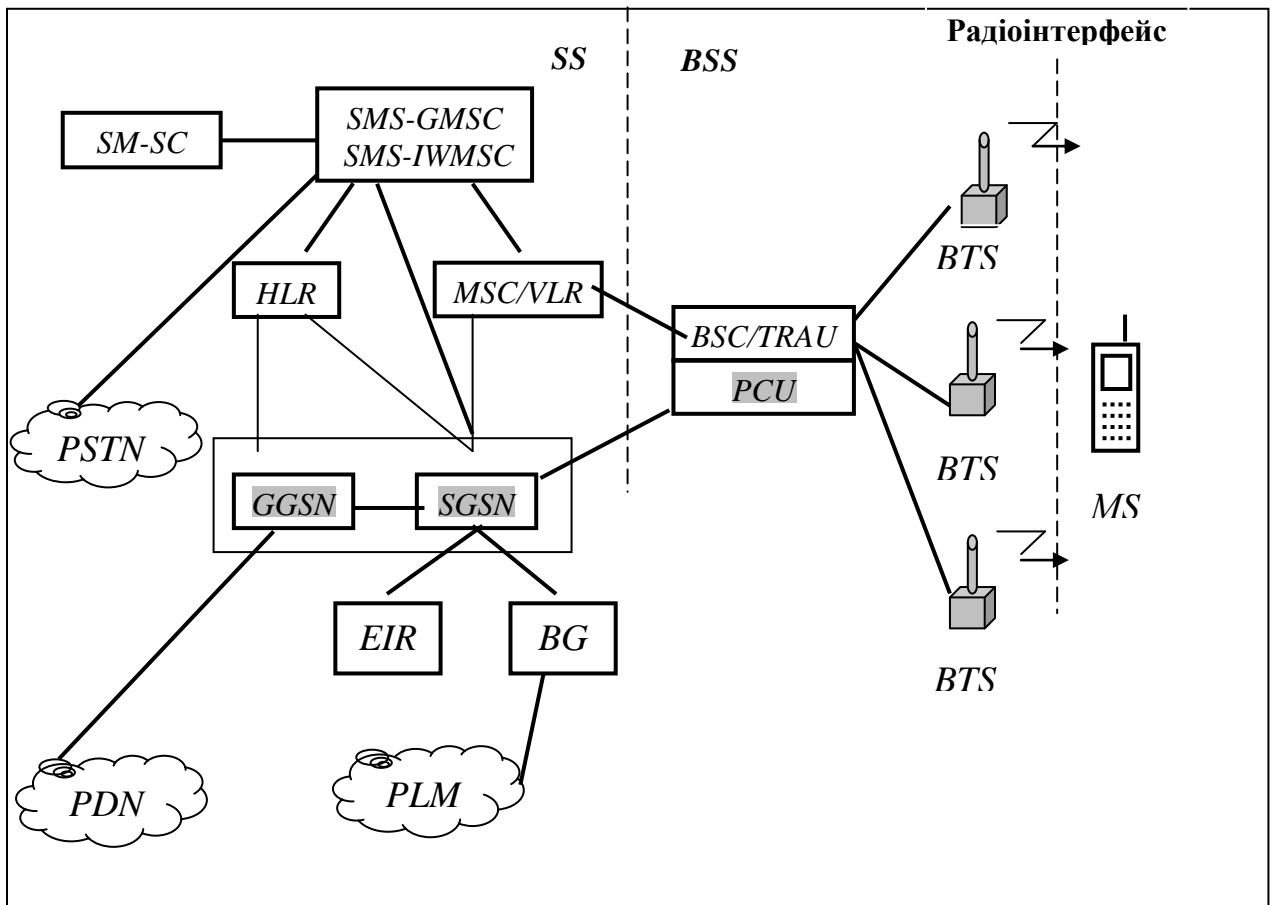 Радіоінтерфейс
SS
BSS
SM-SC
SMS-GMSC
SMS-IWMSC
BTS
HLR
MSC/VLR
BSC/TRAU
PCU
PSTN
BTS
GGSN
SGSN
MS
EIR
BG
BTS
PDN
PLM